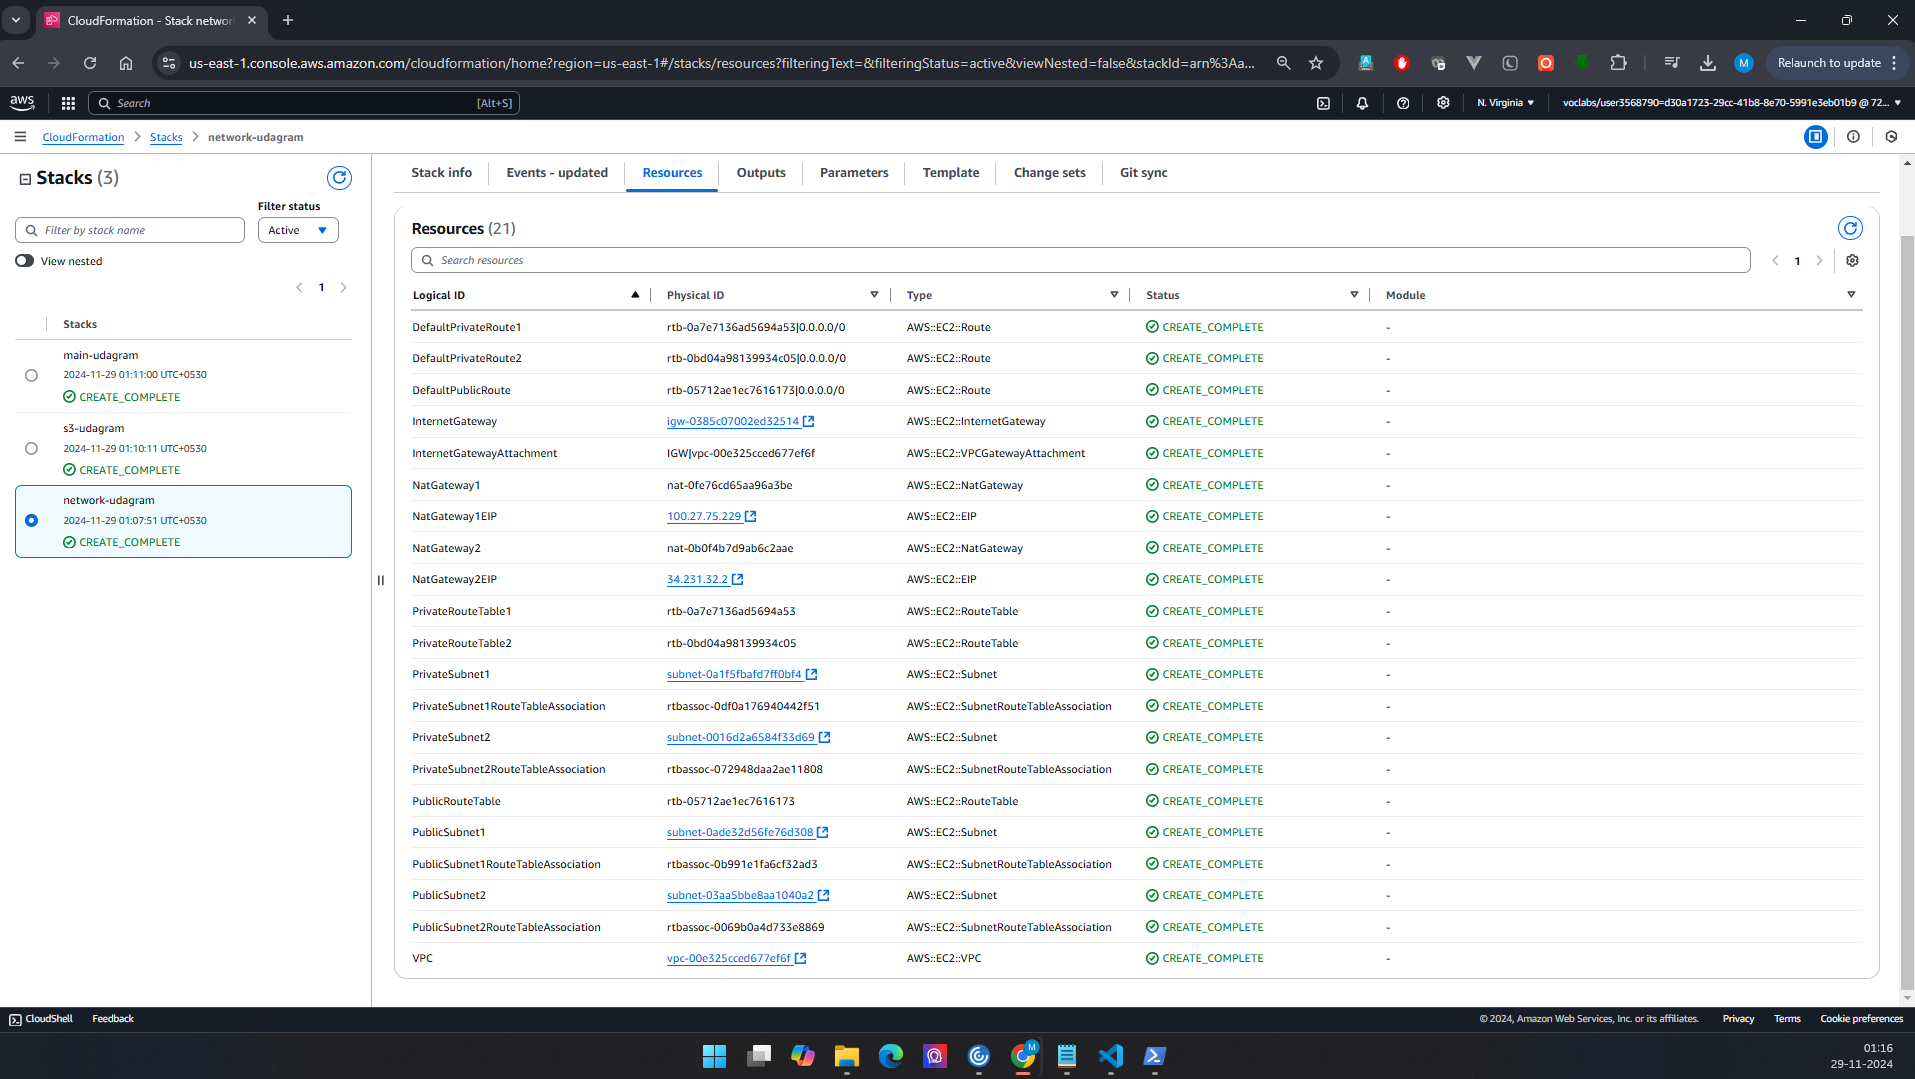 CloudFormation - Stack networ
us-east-1.console.aws.amazon.com/cloudformation/home?region=us-east-1#/stacks/resources?filteringText=&filteringStatus=active&viewNested=false&stackId=arn%3Aa...
M
Relaunch to update
aws
Search
[Alt+S]
N. Virginia
voclabs/user3568790=d30a1723-29cc-41b8-8e70-5991e3eb01b9 @ 72...
CloudFormation
Stacks
network-udagram
Stacks (3)
Filter status
Filter by stack name
Active
View nested
1
Stacks
main-udagram
2024-11-29 01:11:00 UTC+0530
CREATE_COMPLETE
s3-udagram
2024-11-29 01:10:11 UTC+0530
CREATE_COMPLETE
network-udagram
2024-11-29 01:07:51 UTC+0530
CREATE_COMPLETE
Stack info
Events - updated
Resources
Outputs
Parameters
Template
Change sets
Git sync
Resources (21)
Search resources
1
Logical ID Physical ID Type Status Module
DefaultPrivateRoute1 rtb-0a7e7136ad5694a53|0.0.0.0/0 AWS::EC2::Route CREATE_COMPLETE -
DefaultPrivateRoute2 rtb-0bd04a98139934c05|0.0.0.0/0 AWS::EC2::Route CREATE_COMPLETE -
DefaultPublicRoute rtb-05712ae1ec7616173|0.0.0.0/0 AWS::EC2::Route CREATE_COMPLETE -
InternetGateway igw-0385c07002ed32514 AWS::EC2::InternetGateway CREATE_COMPLETE -
InternetGatewayAttachment IGW|vpc-00e325cced677ef6f AWS::EC2::VPCGatewayAttachment CREATE_COMPLETE -
NatGateway1 nat-0fe76cd65aa96a3be AWS::EC2::NatGateway CREATE_COMPLETE -
NatGateway1EIP 100.27.75.229 AWS::EC2::EIP CREATE_COMPLETE -
NatGateway2 nat-0b0f4b7d9ab6c2aae AWS::EC2::NatGateway CREATE_COMPLETE -
NatGateway2EIP 34.231.32.2 AWS::EC2::EIP CREATE_COMPLETE -
PrivateRouteTable1 rtb-0a7e7136ad5694a53 AWS::EC2::RouteTable CREATE_COMPLETE -
PrivateRouteTable2 rtb-0bd04a98139934c05 AWS::EC2::RouteTable CREATE_COMPLETE -
PrivateSubnet1 subnet-0a1f5fbafd7ff0bf4 AWS::EC2::Subnet CREATE_COMPLETE -
PrivateSubnet1RouteTableAssociation rtbassoc-0df0a176940442f51 AWS::EC2::SubnetRouteTableAssociation CREATE_COMPLETE -
PrivateSubnet2 subnet-0016d2a6584f33d69 AWS::EC2::Subnet CREATE_COMPLETE -
PrivateSubnet2RouteTableAssociation rtbassoc-072948daa2ae11808 AWS::EC2::SubnetRouteTableAssociation CREATE_COMPLETE -
PublicRouteTable rtb-05712ae1ec7616173 AWS::EC2::RouteTable CREATE_COMPLETE -
PublicSubnet1 subnet-0ade32d56fe76d308 AWS::EC2::Subnet CREATE_COMPLETE -
PublicSubnet1RouteTableAssociation rtbassoc-0b991e1fa6cf32ad3 AWS::EC2::SubnetRouteTableAssociation CREATE_COMPLETE -
PublicSubnet2 subnet-03aa5bbe8aa1040a2 AWS::EC2::Subnet CREATE_COMPLETE -
PublicSubnet2RouteTableAssociation rtbassoc-0069b0a4d733e8869 AWS::EC2::SubnetRouteTableAssociation CREATE_COMPLETE -
VPC vpc-00e325cced677ef6f AWS::EC2::VPC CREATE_COMPLETE -
CloudShell Feedback © 2024, Amazon Web Services, Inc. or its affiliates. Privacy Terms Cookie preferences
M
01:16
29-11-2024